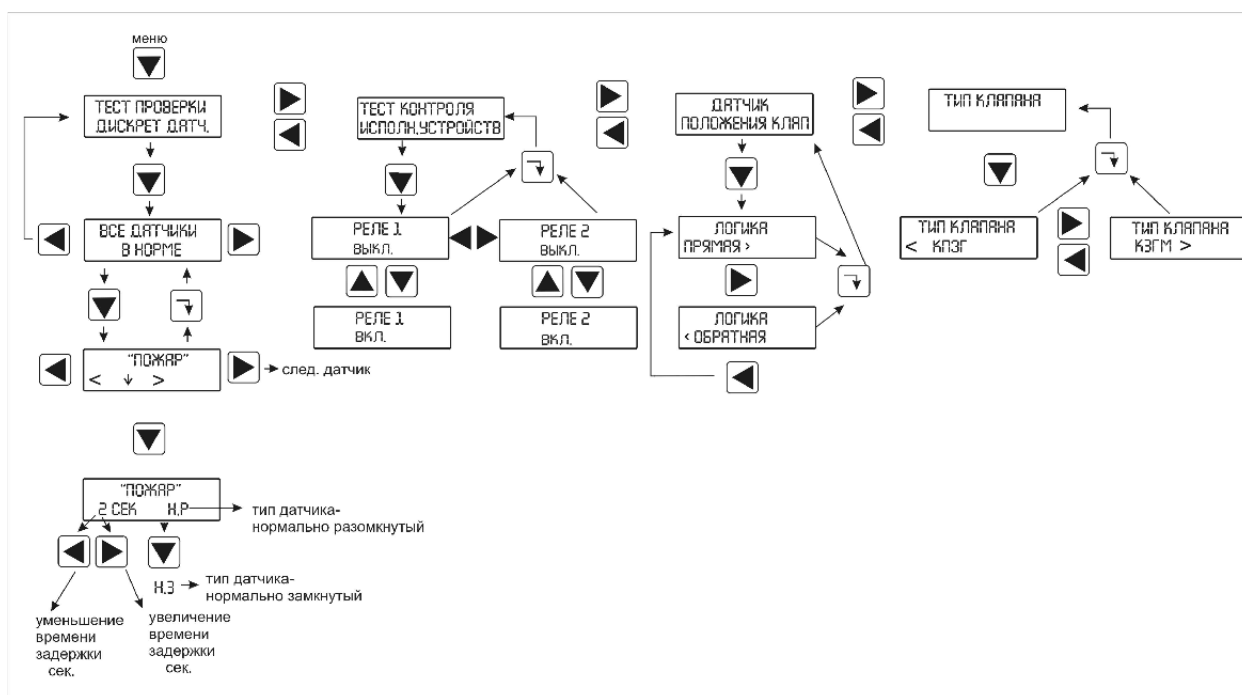 меню
ТЕСТ ПРОВЕРКИ
ДИСКРЕТ ДАТЧ.
ВСЕ ДАТЧИКИ
В НОРМЕ
"ПОЖАР"
< >
след. датчик
"ПОЖАР"
2 СЕК Н.Р
тип датчика-
нормально разомкнутый
Н.З
тип датчика-
нормально замкнутый
уменьшение
времени
задержки
сек.
увеличение
времени
задержки
сек.
ТЕСТ КОНТРОЛЯ
ИСПОЛН.УСТРОЙСТВ
РЕЛЕ 1
ВЫКЛ.
РЕЛЕ 2
ВЫКЛ.
РЕЛЕ 1
ВКЛ.
РЕЛЕ 2
ВКЛ.
ДАТЧИК
ПОЛОЖЕНИЯ КЛАП
ЛОГИКА
ПРЯМАЯ >
ЛОГИКА
< ОБРАТНАЯ
ТИП КЛАПАНА
ТИП КЛАПАНА
< КПЭГ
ТИП КЛАПАНА
КЗГМ >